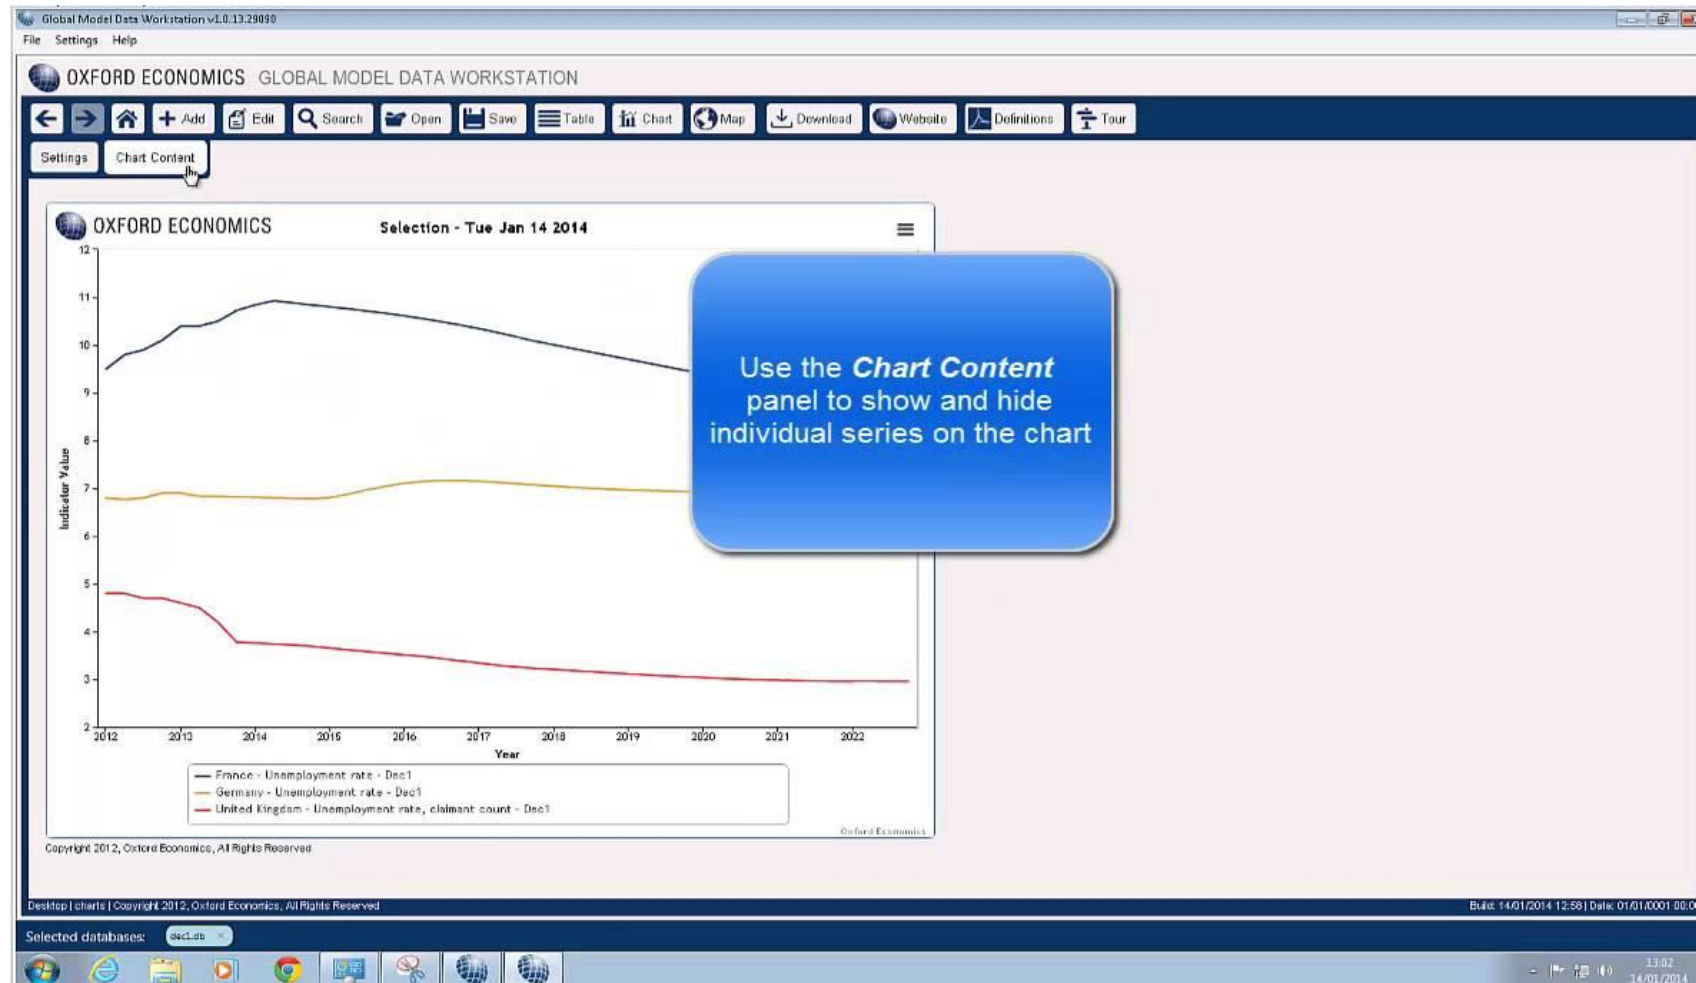 Global Model Data Workstation v1.0.13.29090
File Settings Help
OXFORD ECONOMICS GLOBAL MODEL DATA WORKSTATION
Add Edit Search Open Save Table Chart Map Download Website Definitions Tour
Settings Chart Content
OXFORD ECONOMICS Selection - Tue Jan 14 2014
12
11
10
9
8
7
6
5
4
3
2
Indicator Value
Use the Chart Content
panel to show and hide
individual series on the chart
2012 2013 2014 2015 2016 2017 2018 2019 2020 2021 2022
Year
France - Unemployment rate - Dec1
Germany - Unemployment rate - Dec1
United Kingdom - Unemployment rate, claimant count - Dec1
Oxford Economics
Copyright 2012, Oxford Economics, All Rights Reserved
Desktop | charts | Copyright 2012, Oxford Economics, All Rights Reserved Build: 14/01/2014 12:58 | Date: 01/01/0001 00:0
Selected databases: dec1.db ×
13:02
14/01/2014